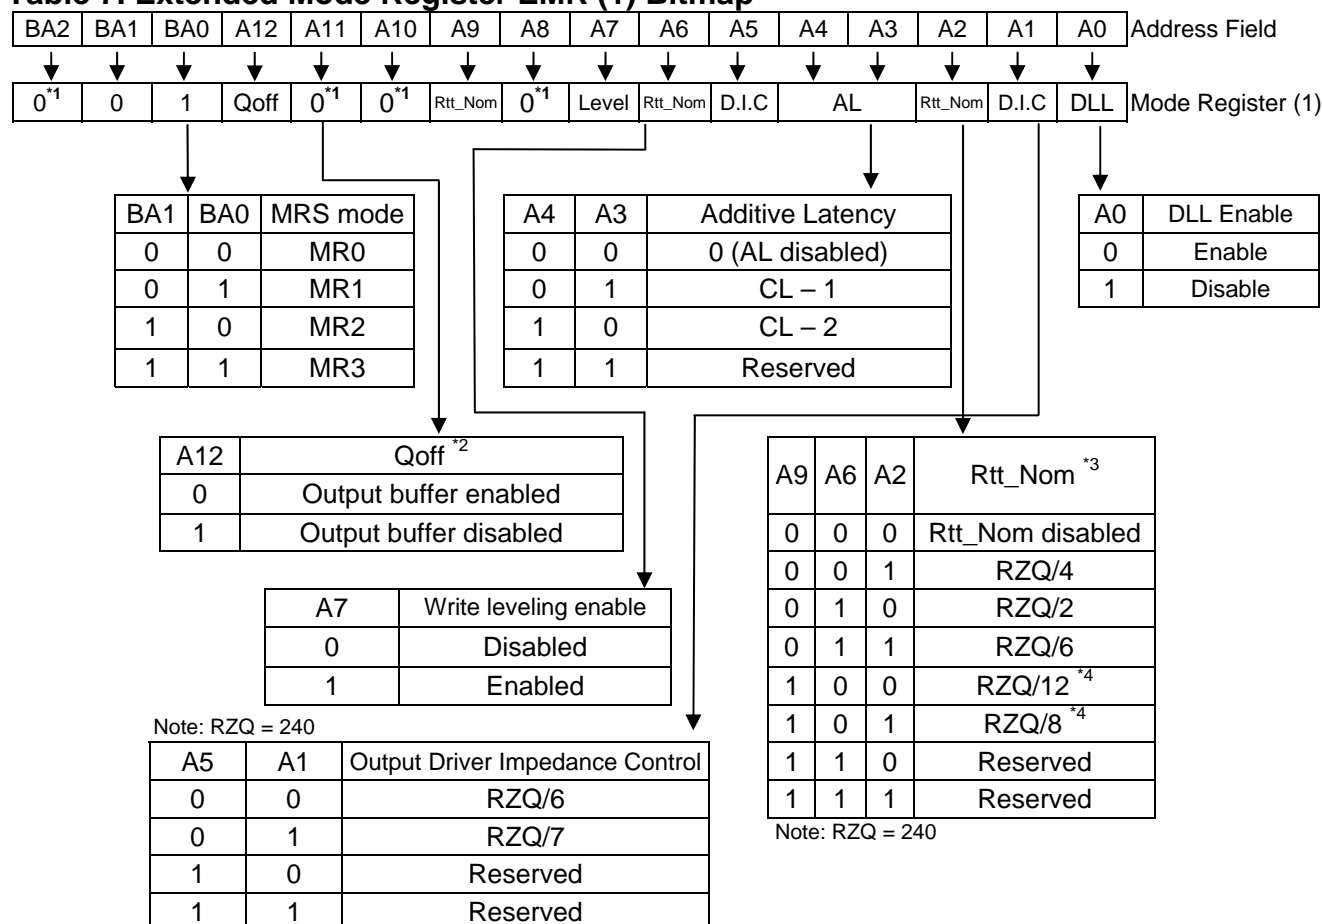 Table 7. Extended Mode Register EMR (1) Bitmap
BA2 BA1 BA0 A12 A11 A10 A9 A8 A7 A6 A5 A4 A3 A2 A1 A0 Address Field
0*1 0 1 Qoff 0*1 0*1 Rtt_Nom 0*1 Level Rtt_Nom D.I.C AL Rtt_Nom D.I.C DLL Mode Register (1)
BA1 BA0 MRS mode
0 0 MR0
0 1 MR1
1 0 MR2
1 1 MR3
A4 A3 Additive Latency
0 0 0 (AL disabled)
0 1 CL – 1
1 0 CL – 2
1 1 Reserved
A0 DLL Enable
0 Enable
1 Disable
A12 Qoff *2
0 Output buffer enabled
1 Output buffer disabled
A9 A6 A2 Rtt_Nom *3
0 0 0 Rtt_Nom disabled
0 0 1 RZQ/4
0 1 0 RZQ/2
0 1 1 RZQ/6
1 0 0 RZQ/12 *4
1 0 1 RZQ/8 *4
1 1 0 Reserved
1 1 1 Reserved
Note: RZQ = 240
A7 Write leveling enable
0 Disabled
1 Enabled
Note: RZQ = 240
A5 A1 Output Driver Impedance Control
0 0 RZQ/6
0 1 RZQ/7
1 0 Reserved
1 1 Reserved